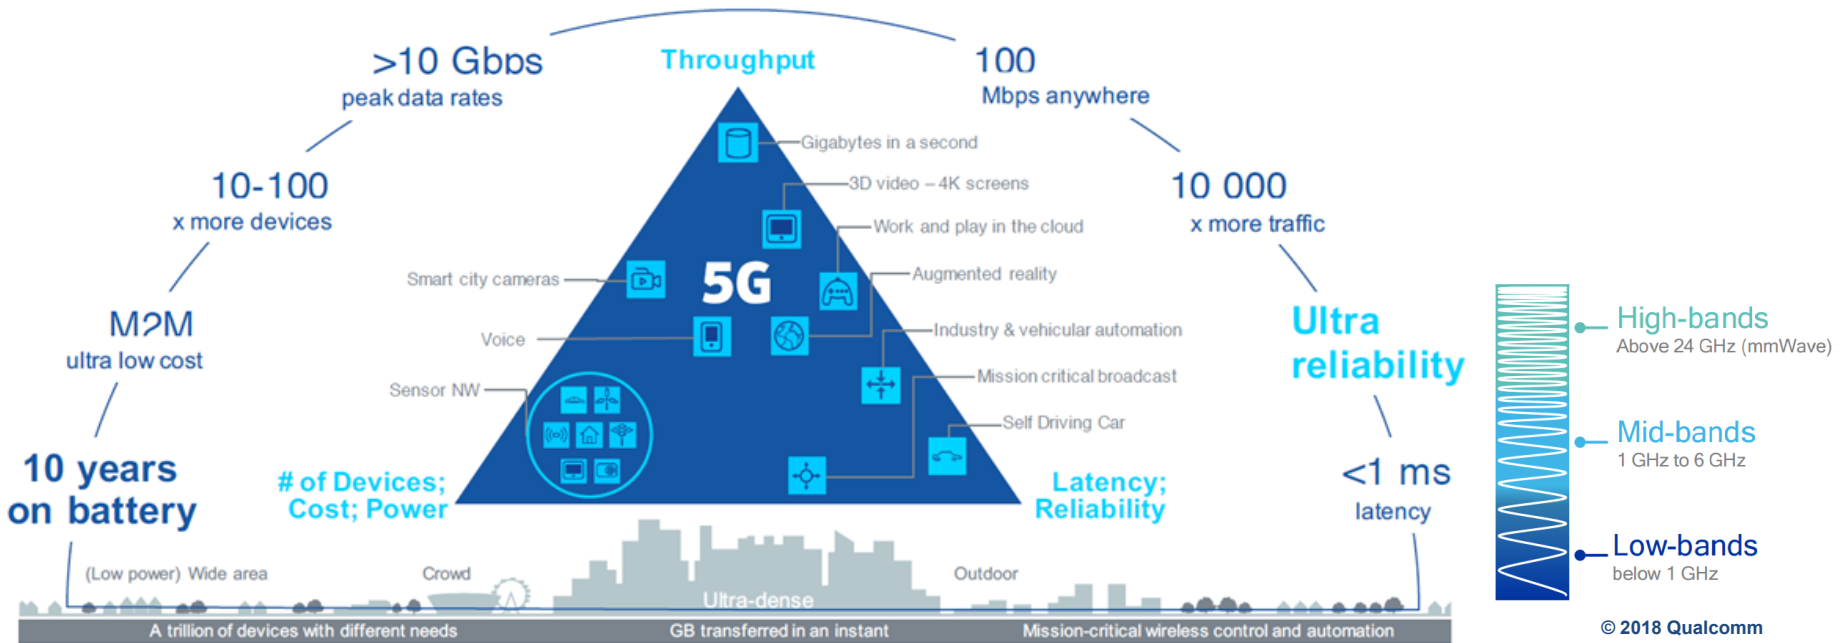 >10 Gbps
peak data rates
Throughput
100
Mbps anywhere
Gigabytes in a second
10-100
x more devices
3D video – 4K screens
10 000
x more traffic
Work and play in the cloud
Smart city cameras
5G
Augmented reality
M2M
ultra low cost
Voice
Industry & vehicular automation
Ultra
reliability
High-bands
Above 24 GHz (mmWave)
Sensor NW
Mission critical broadcast
Self Driving Car
Mid-bands
1 GHz to 6 GHz
10 years
on battery
# of Devices;
Cost; Power
Latency;
Reliability
<1 ms
latency
Low-bands
below 1 GHz
(Low power) Wide area
Crowd
Ultra-dense
Outdoor
A trillion of devices with different needs
GB transferred in an instant
Mission-critical wireless control and automation
© 2018 Qualcomm